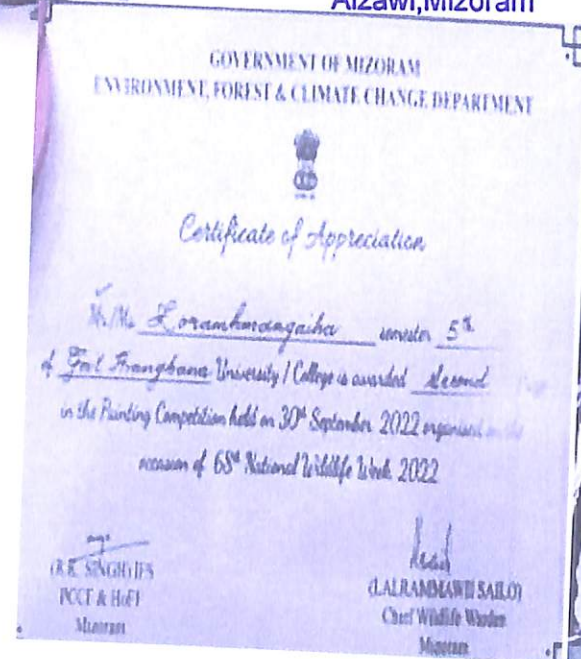 Aizawl,Mizoram
GOVERNMENT OF MIZORAM
ENVIRONMENT, FOREST & CLIMATE CHANGE DEPARTMENT
Certificate of Appreciation
Mr./Ms. Zoramhmangaiha semester 5th
of Govt. Hrangbana University / College is awarded Second
in the Painting Competition held on 30th September 2022 organised on the
occasion of 68th National Wildlife Week, 2022
(R.K. SINGH) IFS
PCCF & HoFF
Mizoram
(LALRAMMAWII SAILO)
Chief Wildlife Warden
Mizoram